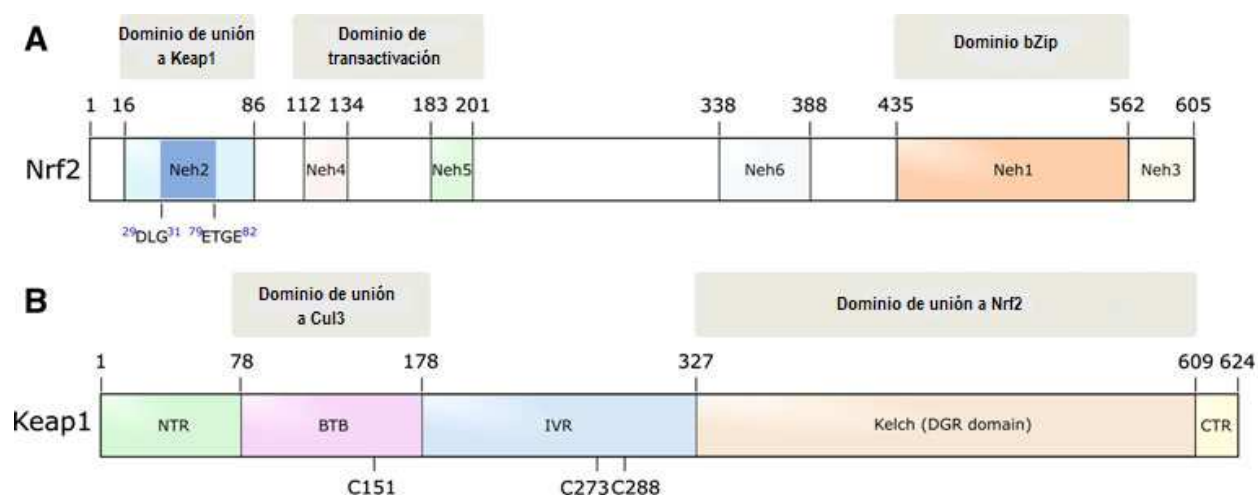 A
Dominio de unión
a Keap1
Dominio de
transactivación
Dominio bZip
1 16 86 112 134 183 201 338 388 435 562 605
Nrf2 Neh2 Neh4 Neh5 Neh6 Neh1 Neh3
29DLG31 79ETGE82
B
Dominio de unión
a Cul3
Dominio de unión a Nrf2
1 78 178 327 609 624
Keap1 NTR BTB IVR Kelch (DGR domain) CTR
C151 C273 C288